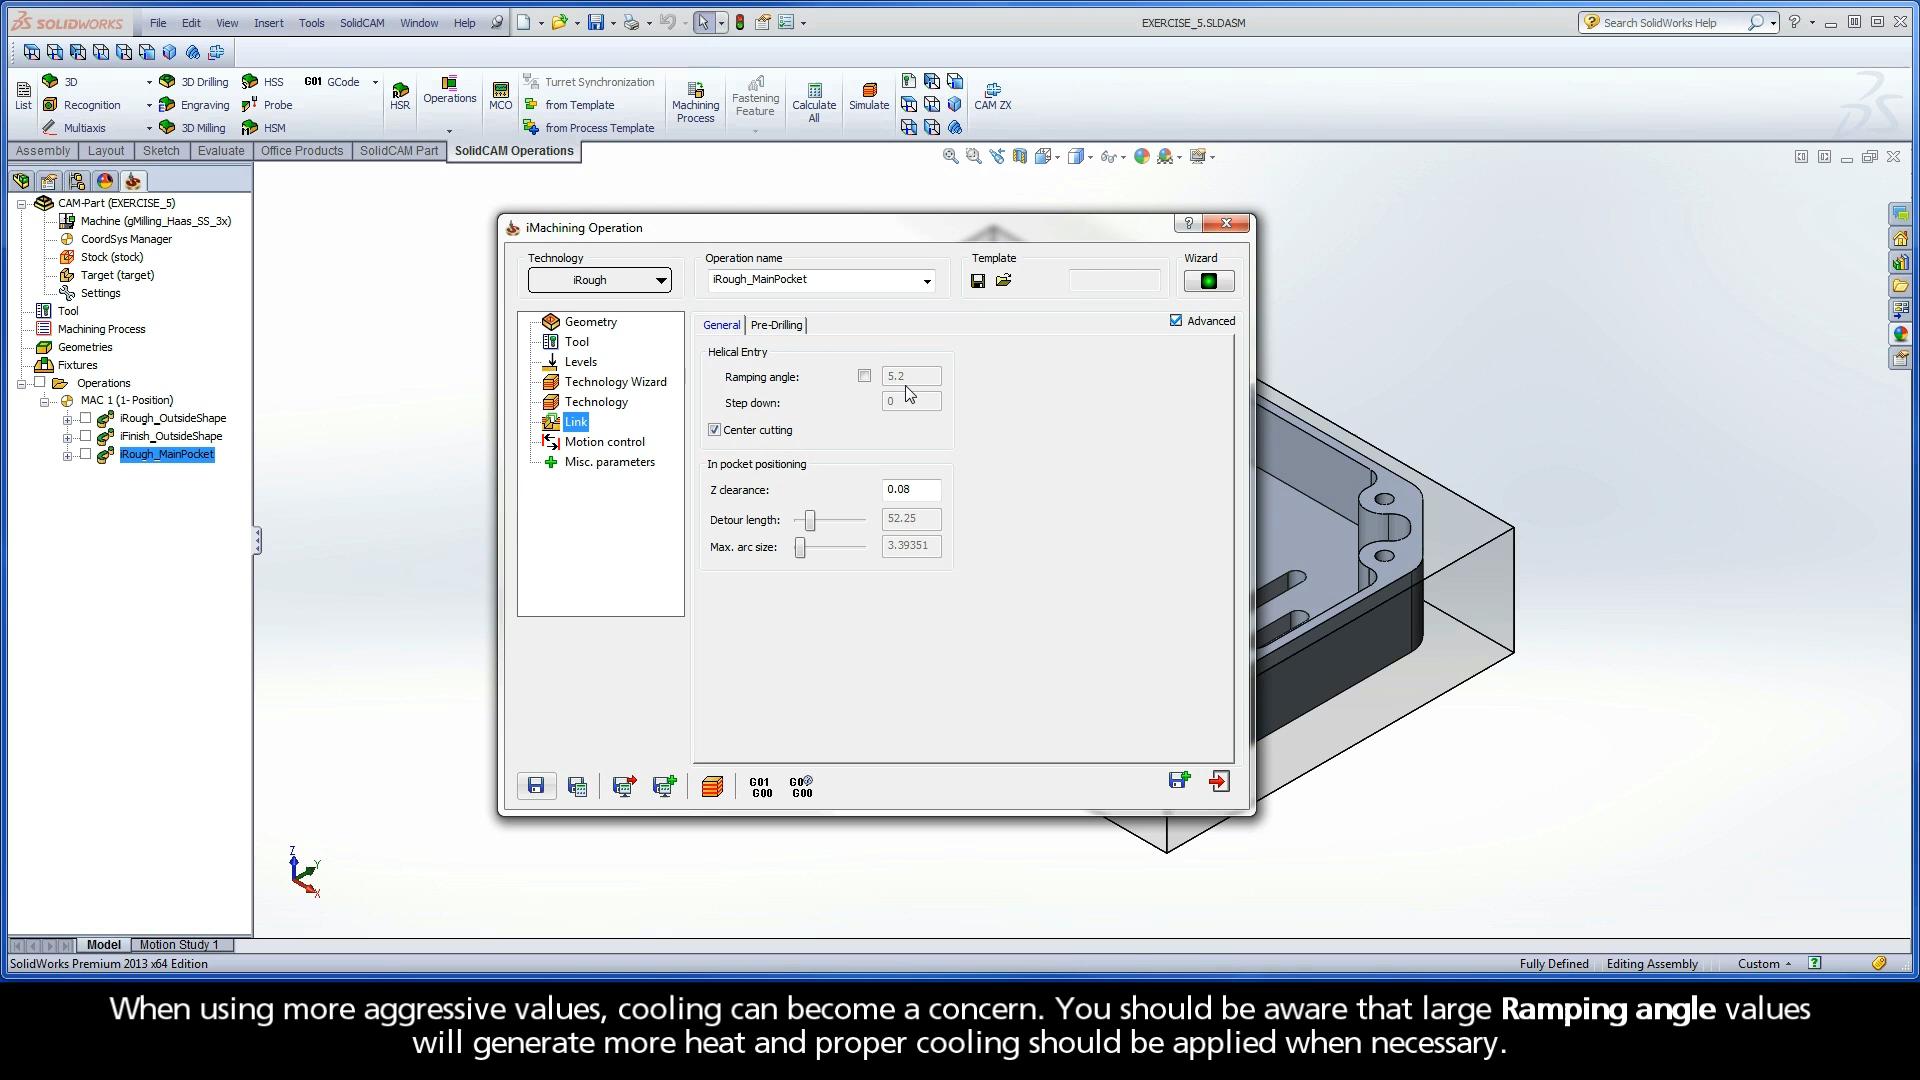 SOLIDWORKS File Edit View Insert Tools SolidCAM Window Help EXERCISE_5.SLDASM Search SolidWorks Help
3D 3D Drilling HSS G01 GCode Turret Synchronization
Recognition Engraving Probe from Template
Multiaxis 3D Milling HSM from Process Template
List HSR Operations MCO Machining Process Fastening Feature Calculate All Simulate CAM ZX
Assembly Layout Sketch Evaluate Office Products SolidCAM Part SolidCAM Operations
CAM-Part (EXERCISE_5)
Machine (gMilling_Haas_SS_3x)
CoordSys Manager
Stock (stock)
Target (target)
Settings
Tool
Machining Process
Geometries
Fixtures
Operations
MAC 1 (1- Position)
iRough_OutsideShape
iFinish_OutsideShape
iRough_MainPocket
iMachining Operation
Technology Operation name Template Wizard
iRough iRough_MainPocket
Geometry
Tool
Levels
Technology Wizard
Technology
Link
Motion control
Misc. parameters
General Pre-Drilling Advanced
Helical Entry
Ramping angle: 5.2
Step down: 0
Center cutting
In pocket positioning
Z clearance: 0.08
Detour length: 52.25
Max. arc size: 3.39351
G01 G00
G00
Z
Y
X
Model Motion Study 1
SolidWorks Premium 2013 x64 Edition Fully Defined Editing Assembly Custom
When using more aggressive values, cooling can become a concern. You should be aware that large Ramping angle values
will generate more heat and proper cooling should be applied when necessary.